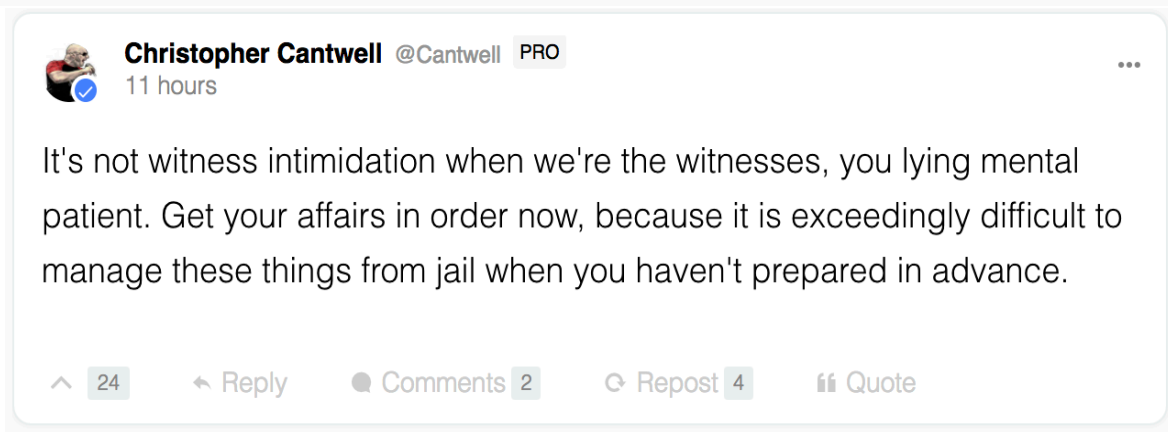 Christopher Cantwell @Cantwell PRO
11 hours
It's not witness intimidation when we're the witnesses, you lying mental
patient. Get your affairs in order now, because it is exceedingly difficult to
manage these things from jail when you haven't prepared in advance.
24 Reply Comments 2 Repost 4 Quote